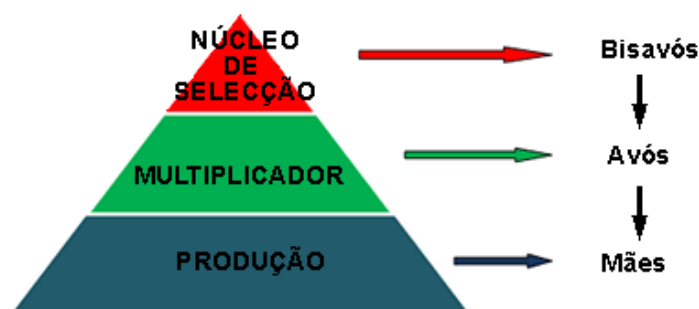 NÚCLEO
DE
SELECÇÃO
Bisavós
MULTIPLICADOR
Avós
PRODUÇÃO
Mães